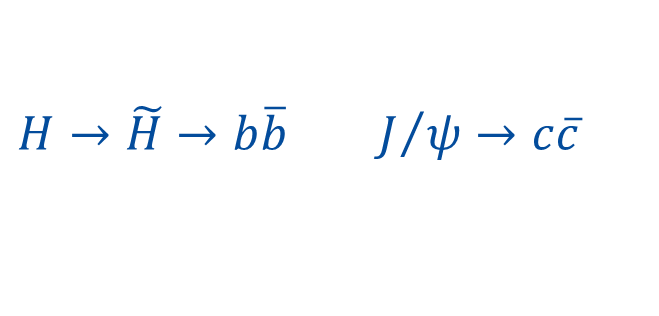 H → H̃ → bb̄ J/ψ → cc̄